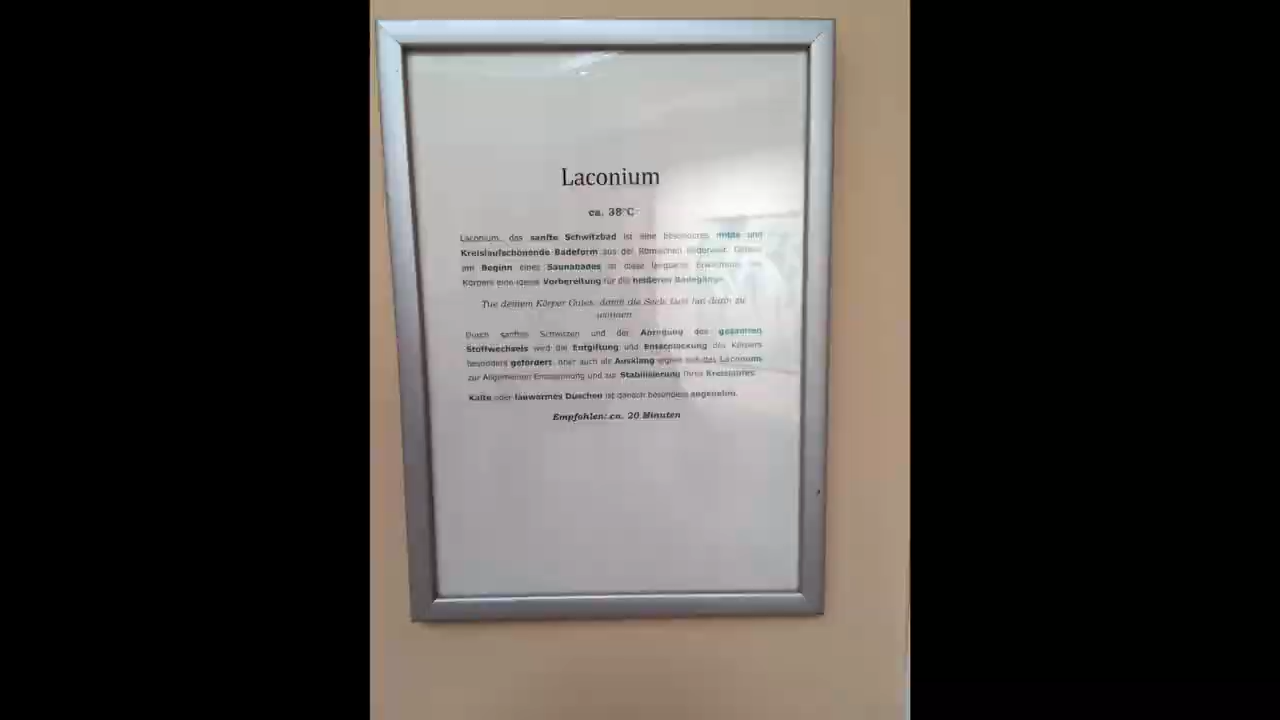 Laconium
ca. 38°C
Laconium, das sanfte Schwitzbad ist eine besonderes milde und
Kreislaufschonende Badeform aus der Römischen
am Beginn eines Saunabades ist diese langsame Erwärmung des
Körpers eine ideale Vorbereitung für die heißeren Badegänge.
Tue deinem Körper Gutes, damit die Seele Lust hat darin zu
wohnen
Durch sanftes Schwitzen und der Anregung des gesamten
Stoffwechsels wird die Entgiftung und Entschlackung des Körpers
besonders gefördert, aber auch als Ausklang eignet sich das Laconium
zur Allgemeinen Entspannung und zur Stabilisierung Ihres Kreislaufes.
Kalte oder lauwarmes Duschen ist danach besonders angenehm.
Empfohlen: ca. 20 Minuten